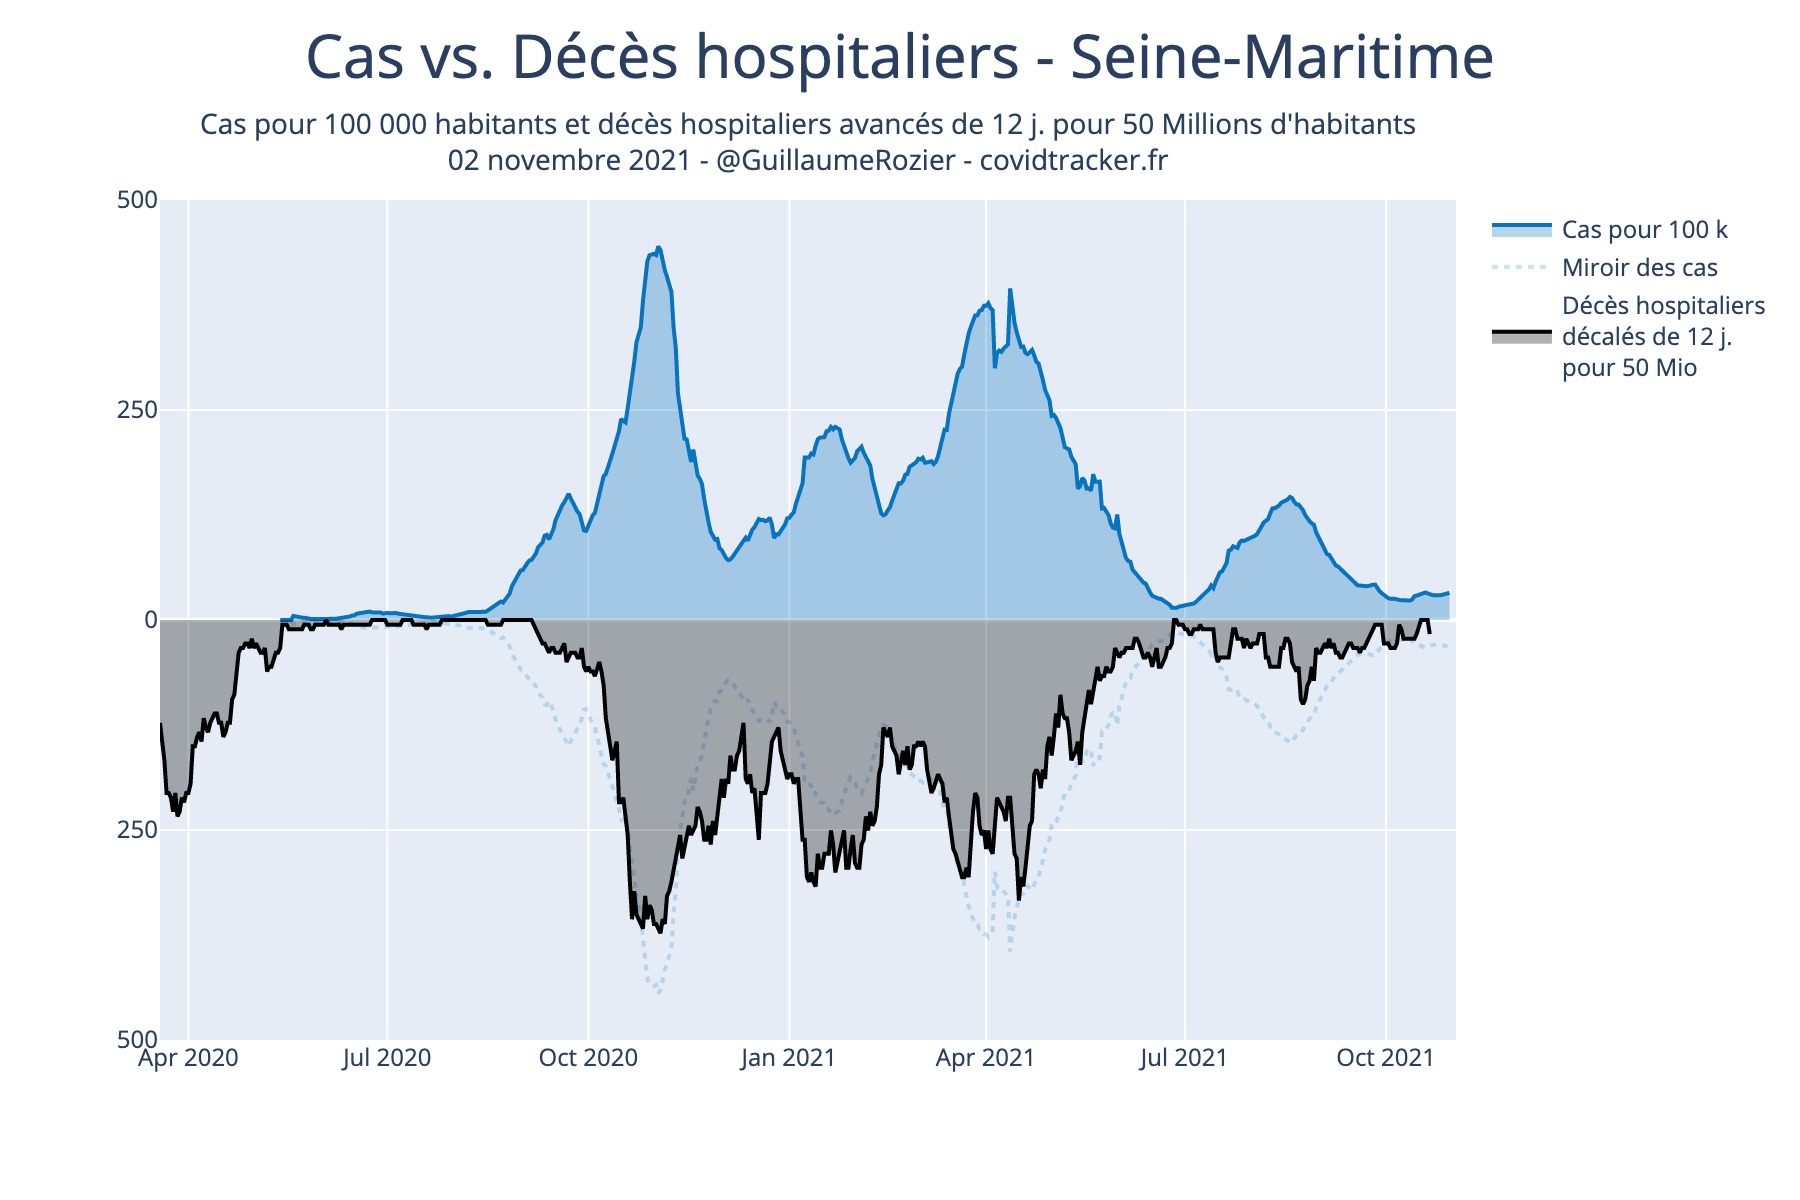 Cas vs. Décès hospitaliers - Seine-Maritime
Cas pour 100 000 habitants et décès hospitaliers avancés de 12 j. pour 50 Millions d'habitants
02 novembre 2021 - @GuillaumeRozier - covidtracker.fr
500
250
0
250
500
Apr 2020
Jul 2020
Oct 2020
Jan 2021
Apr 2021
Jul 2021
Oct 2021
Cas pour 100 k
Miroir des cas
Décès hospitaliers
décalés de 12 j.
pour 50 Mio